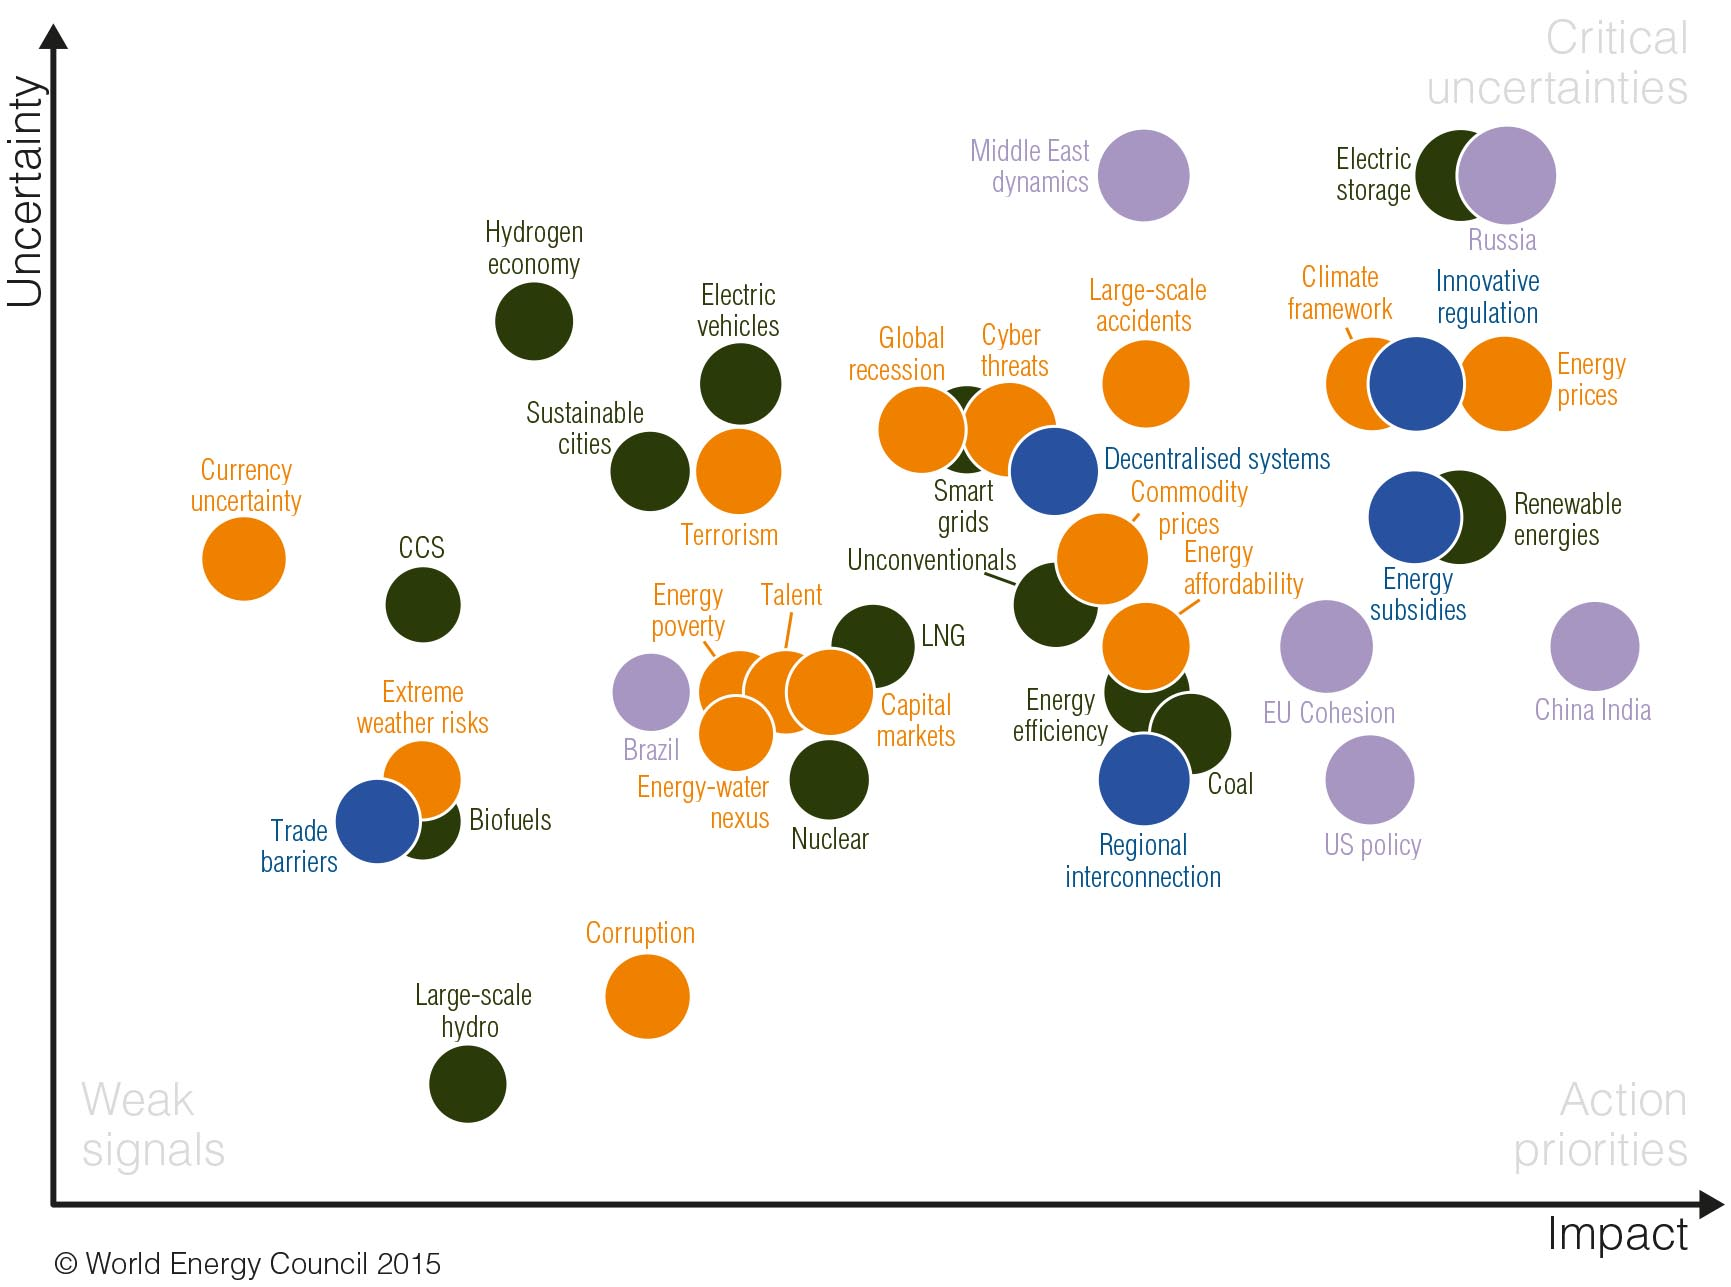 Critical
uncertainties
Uncertainty
Middle East
dynamics
Electric
storage
Russia
Hydrogen
economy
Electric
vehicles
Large-scale
accidents
Climate
framework
Innovative
regulation
Energy
prices
Global
recession
Cyber
threats
Sustainable
cities
Terrorism
Currency
uncertainty
Smart
grids
Decentralised systems
Commodity
prices
Renewable
energies
CCS
Unconventionals
Energy
affordability
Energy
subsidies
Energy
poverty
Talent
LNG
Extreme
weather risks
Brazil
Capital
markets
Energy
efficiency
EU Cohesion
China India
Energy-water
nexus
Nuclear
Coal
Trade
barriers
Biofuels
Regional
interconnection
US policy
Corruption
Large-scale
hydro
Weak
signals
Action
priorities
Impact
© World Energy Council 2015